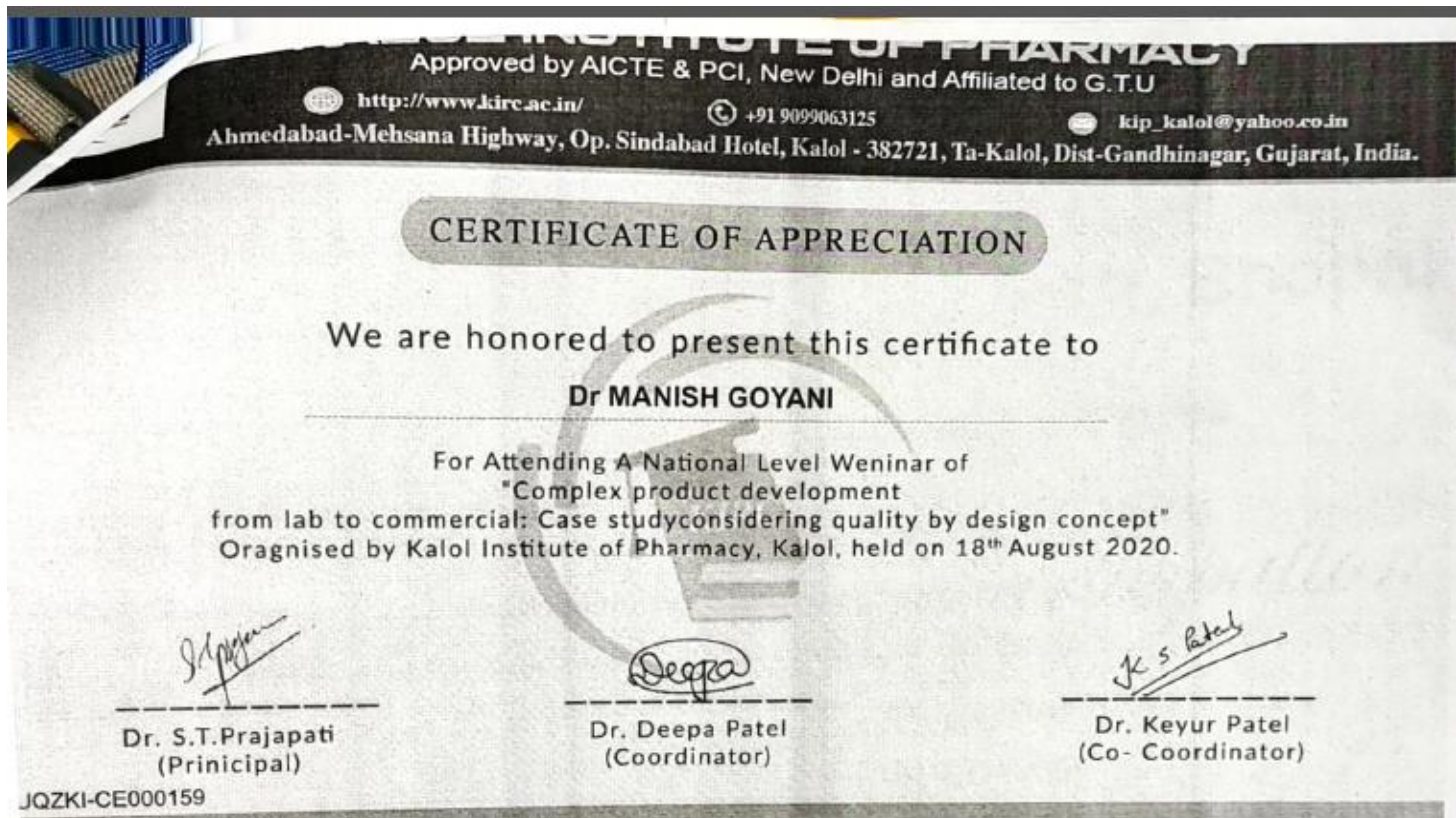 INSTITUTE OF PHARMACY
Approved by AICTE & PCI, New Delhi and Affiliated to G.T.U
http://www.kirc.ac.in/ +91 9099063125 kip_kalol@yahoo.co.in
Ahmedabad-Mehsana Highway, Op. Sindabad Hotel, Kalol - 382721, Ta-Kalol, Dist-Gandhinagar, Gujarat, India.
CERTIFICATE OF APPRECIATION
We are honored to present this certificate to
Dr MANISH GOYANI
For Attending A National Level Weninar of
"Complex product development
from lab to commercial: Case studyconsidering quality by design concept"
Oragnised by Kalol Institute of Pharmacy, Kalol, held on 18th August 2020.
Deepa
K S Patel
Dr. S.T.Prajapati
(Prinicipal)
Dr. Deepa Patel
(Coordinator)
Dr. Keyur Patel
(Co- Coordinator)
JQZKI-CE000159